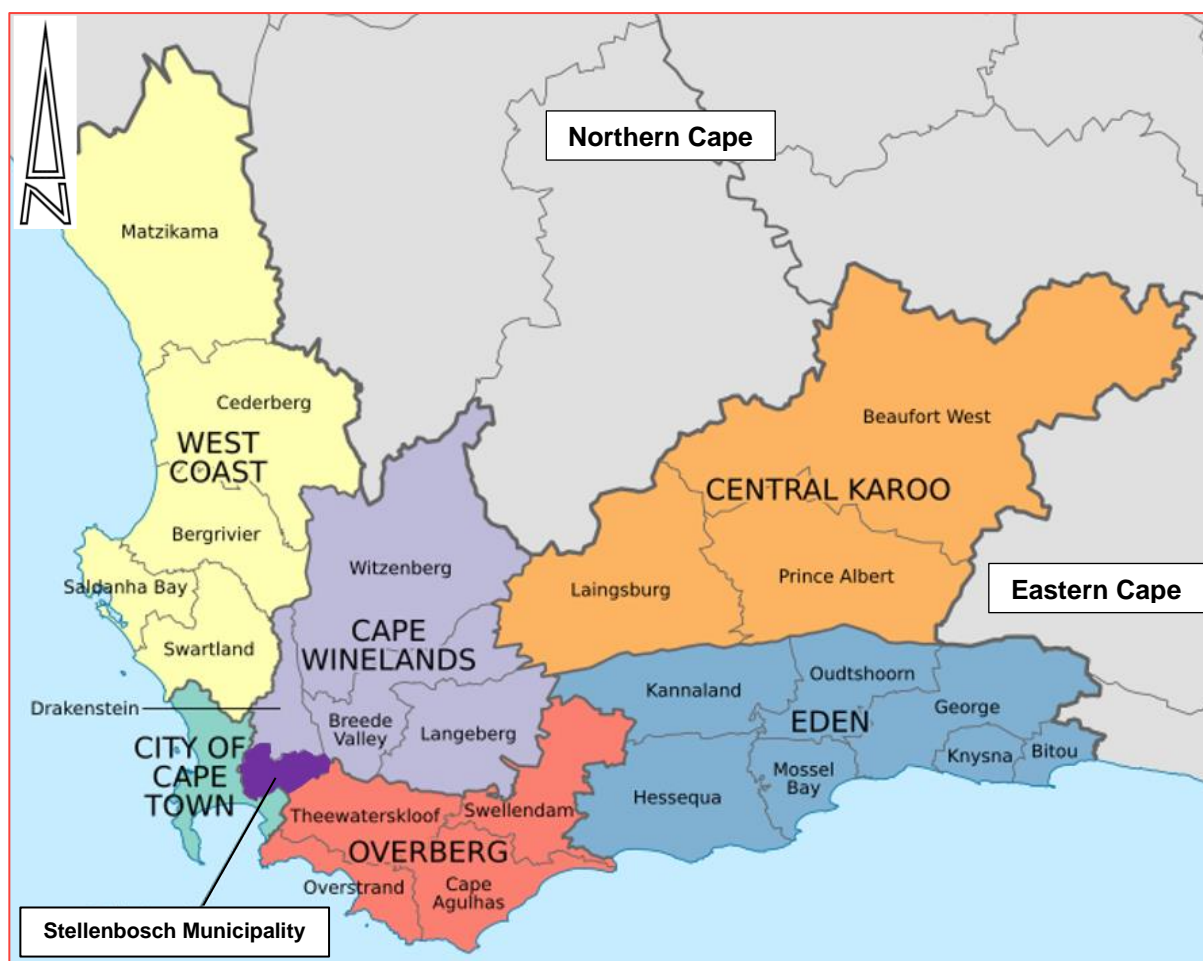 N
Northern Cape
Matzikama
Cederberg
WEST
COAST
Beaufort West
CENTRAL KAROO
Bergrivier
Witzenberg
Saldanha Bay
Laingsburg
Prince Albert
Eastern Cape
Swartland
CAPE
WINELANDS
Oudtshoorn
Kannaland
Drakenstein
Breede
Valley
Langeberg
EDEN
George
CITY OF
CAPE
TOWN
Knysna
Bitou
Mossel
Bay
Hessequa
Theewaterskloof
Swellendam
OVERBERG
Overstrand
Cape
Agulhas
Stellenbosch Municipality